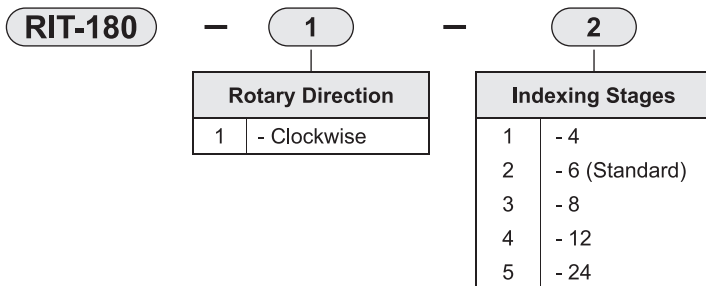 RIT-180 – 1 – 2
Rotary Direction
1 - Clockwise
Indexing Stages
1 - 4
2 - 6 (Standard)
3 - 8
4 - 12
5 - 24